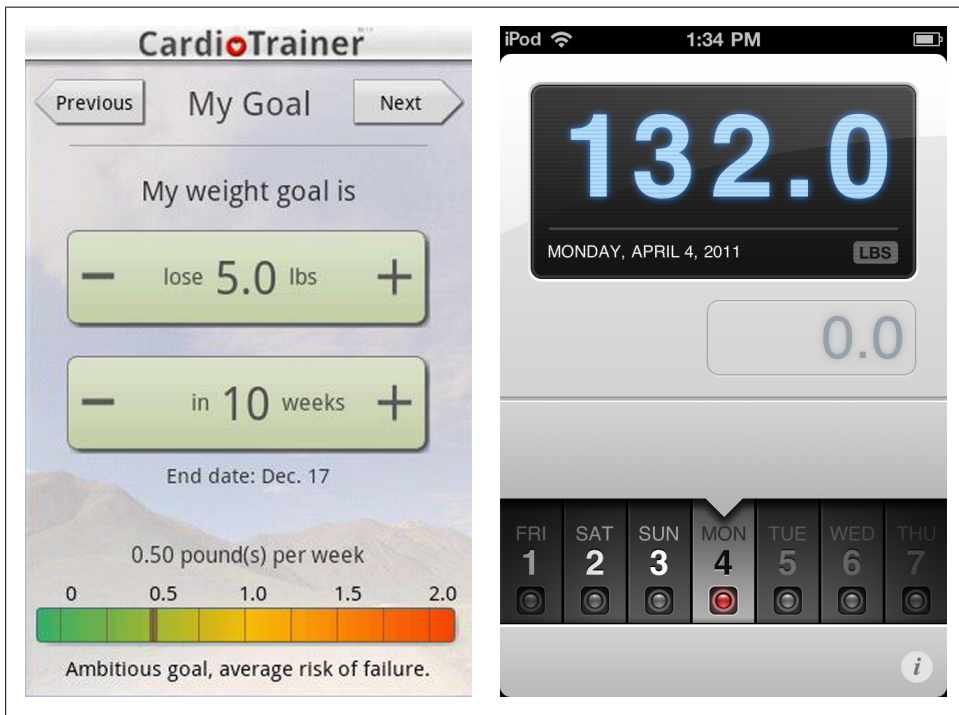 CardioTrainer
Previous
My Goal
Next
My weight goal is
− lose 5.0 lbs +
− in 10 weeks +
End date: Dec. 17
0.50 pound(s) per week
0 0.5 1.0 1.5 2.0
Ambitious goal, average risk of failure.
iPod 1:34 PM
132.0
MONDAY, APRIL 4, 2011 LBS
0.0
FRI SAT SUN MON TUE WED THU
1 2 3 4 5 6 7
i